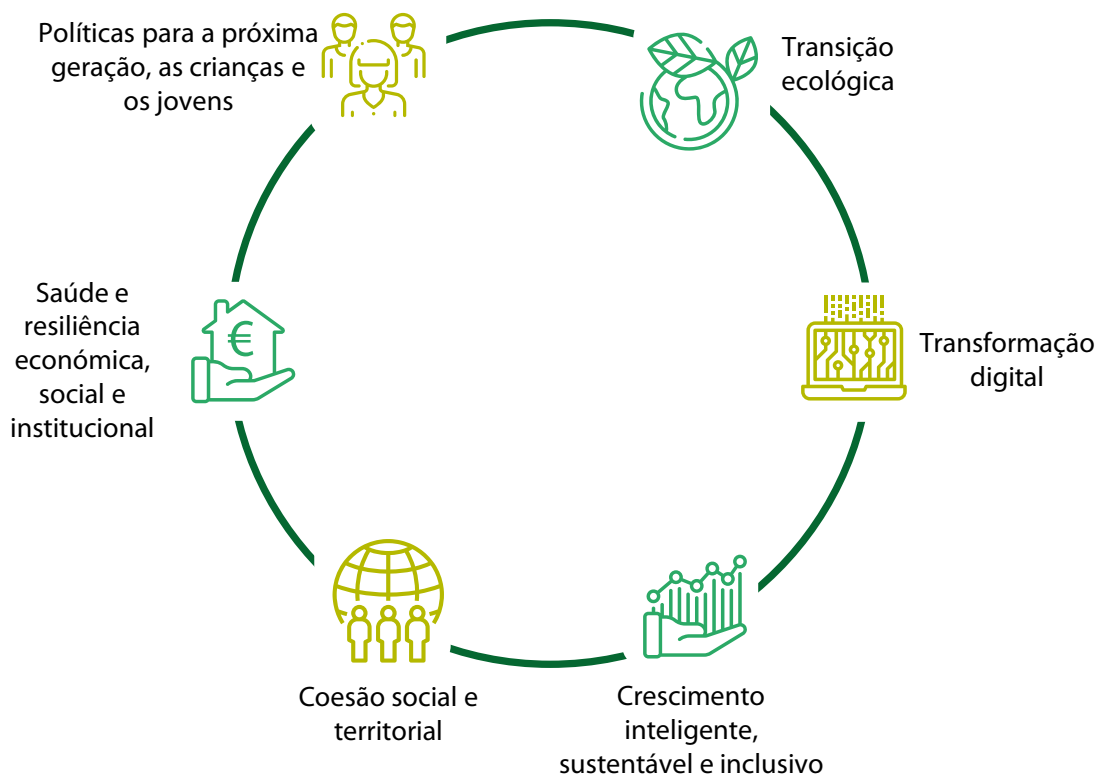 Políticas para a próxima
geração, as crianças e
os jovens
Transição
ecológica
Transformação
digital
Crescimento
inteligente,
sustentável e inclusivo
Coesão social e
territorial
Saúde e
resiliência
económica,
social e
institucional
€